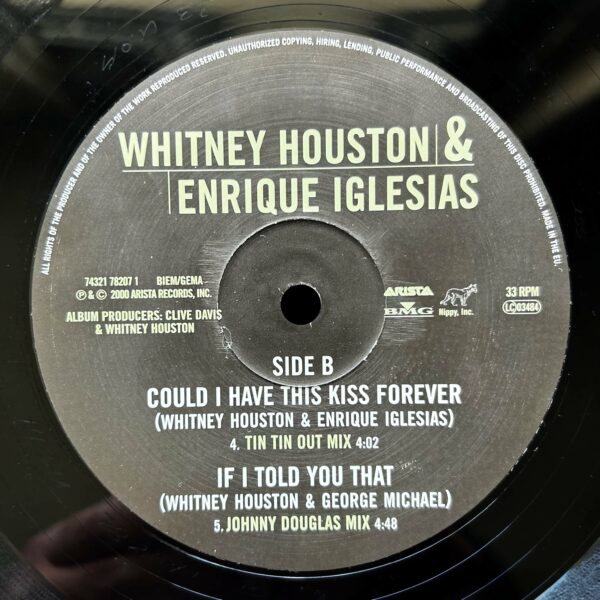 ALL RIGHTS OF THE PRODUCER AND OF THE OWNER OF THE WORK REPRODUCED RESERVED. UNAUTHORIZED COPYING, HIRING, LENDING, PUBLIC PERFORMANCE AND BROADCASTING OF THIS DISC PROHIBITED. MADE IN THE EU.
WHITNEY HOUSTON &
ENRIQUE IGLESIAS
74321 78207 1 BIEM/GEMA
℗ & © 2000 ARISTA RECORDS, INC.
ALBUM PRODUCERS: CLIVE DAVIS
& WHITNEY HOUSTON
ARISTA
BMG
Nippy, Inc.
33 RPM
LC 03484
SIDE B
COULD I HAVE THIS KISS FOREVER
(WHITNEY HOUSTON & ENRIQUE IGLESIAS)
4. TIN TIN OUT MIX 4:02
IF I TOLD YOU THAT
(WHITNEY HOUSTON & GEORGE MICHAEL)
5. JOHNNY DOUGLAS MIX 4:48